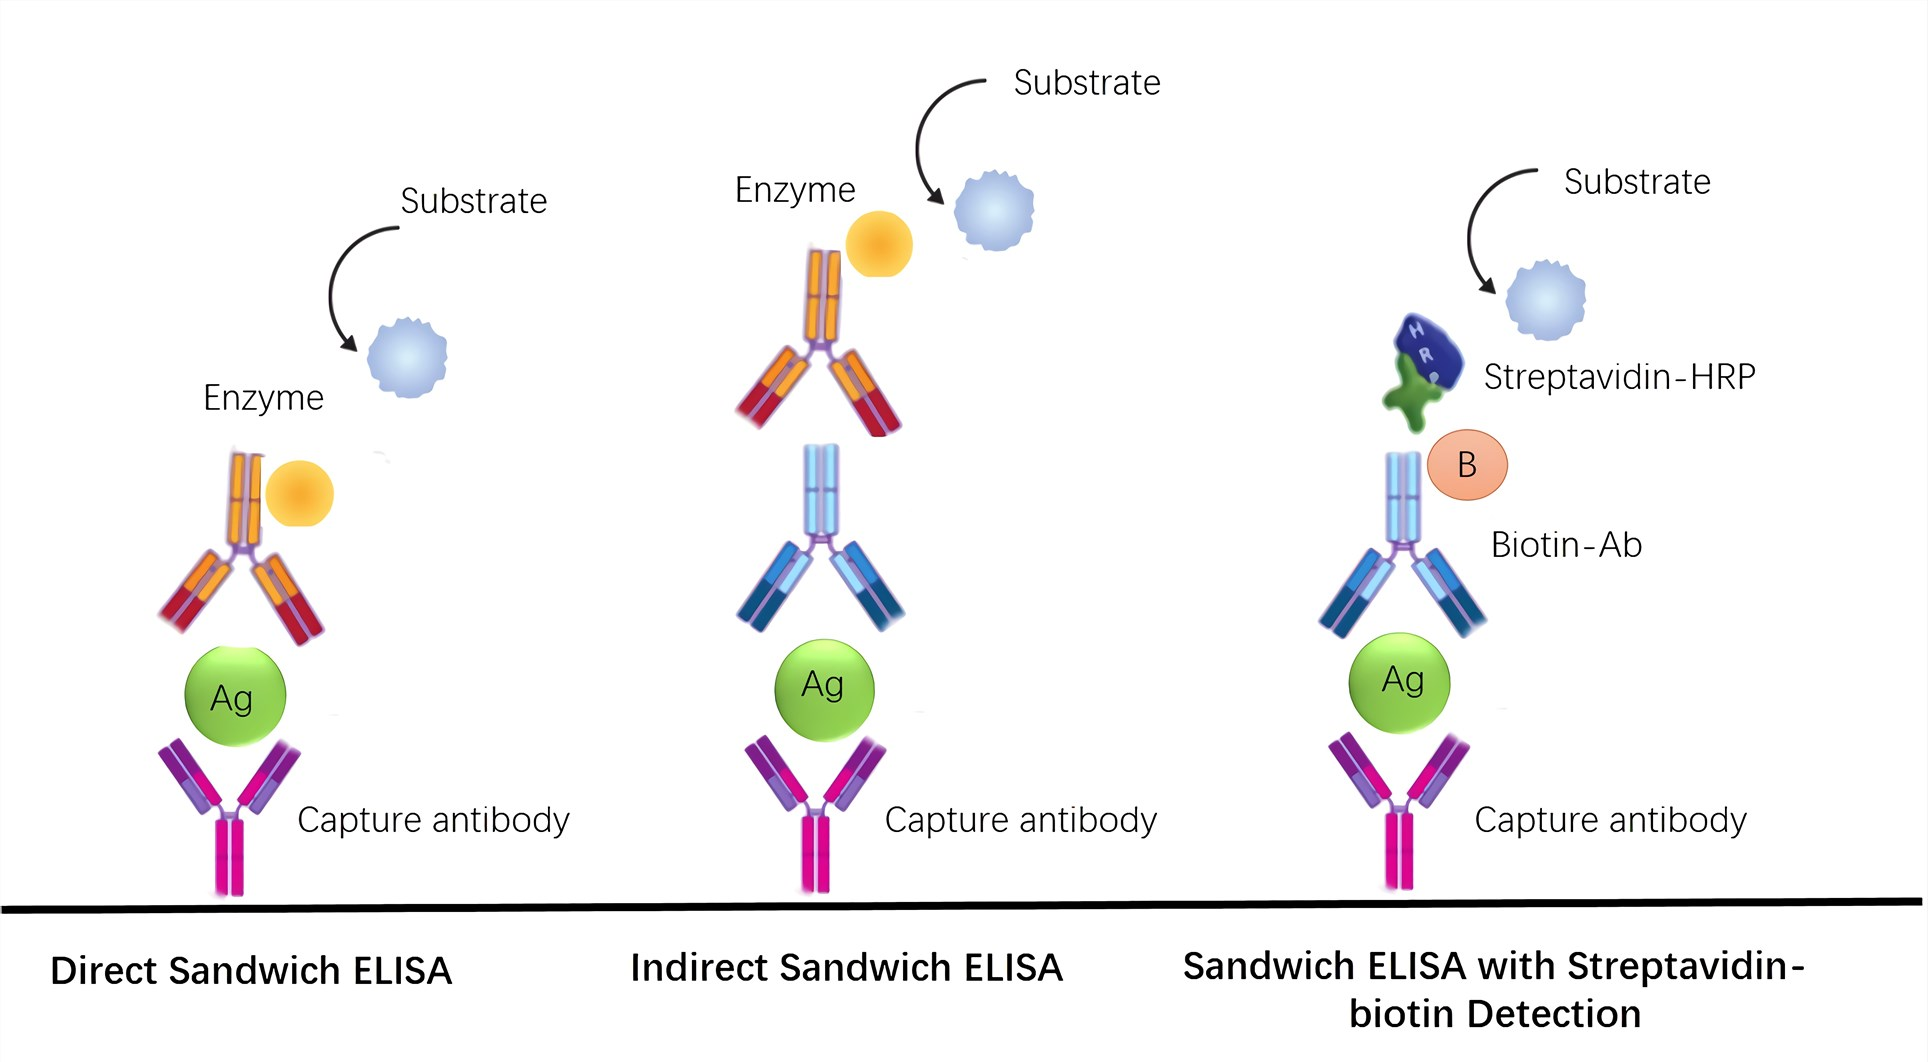 Substrate
Enzyme
Ag
Capture antibody
Direct Sandwich ELISA
Substrate
Enzyme
Ag
Capture antibody
Indirect Sandwich ELISA
Substrate
HRP
Streptavidin-HRP
B
Biotin-Ab
Ag
Capture antibody
Sandwich ELISA with Streptavidin-
biotin Detection